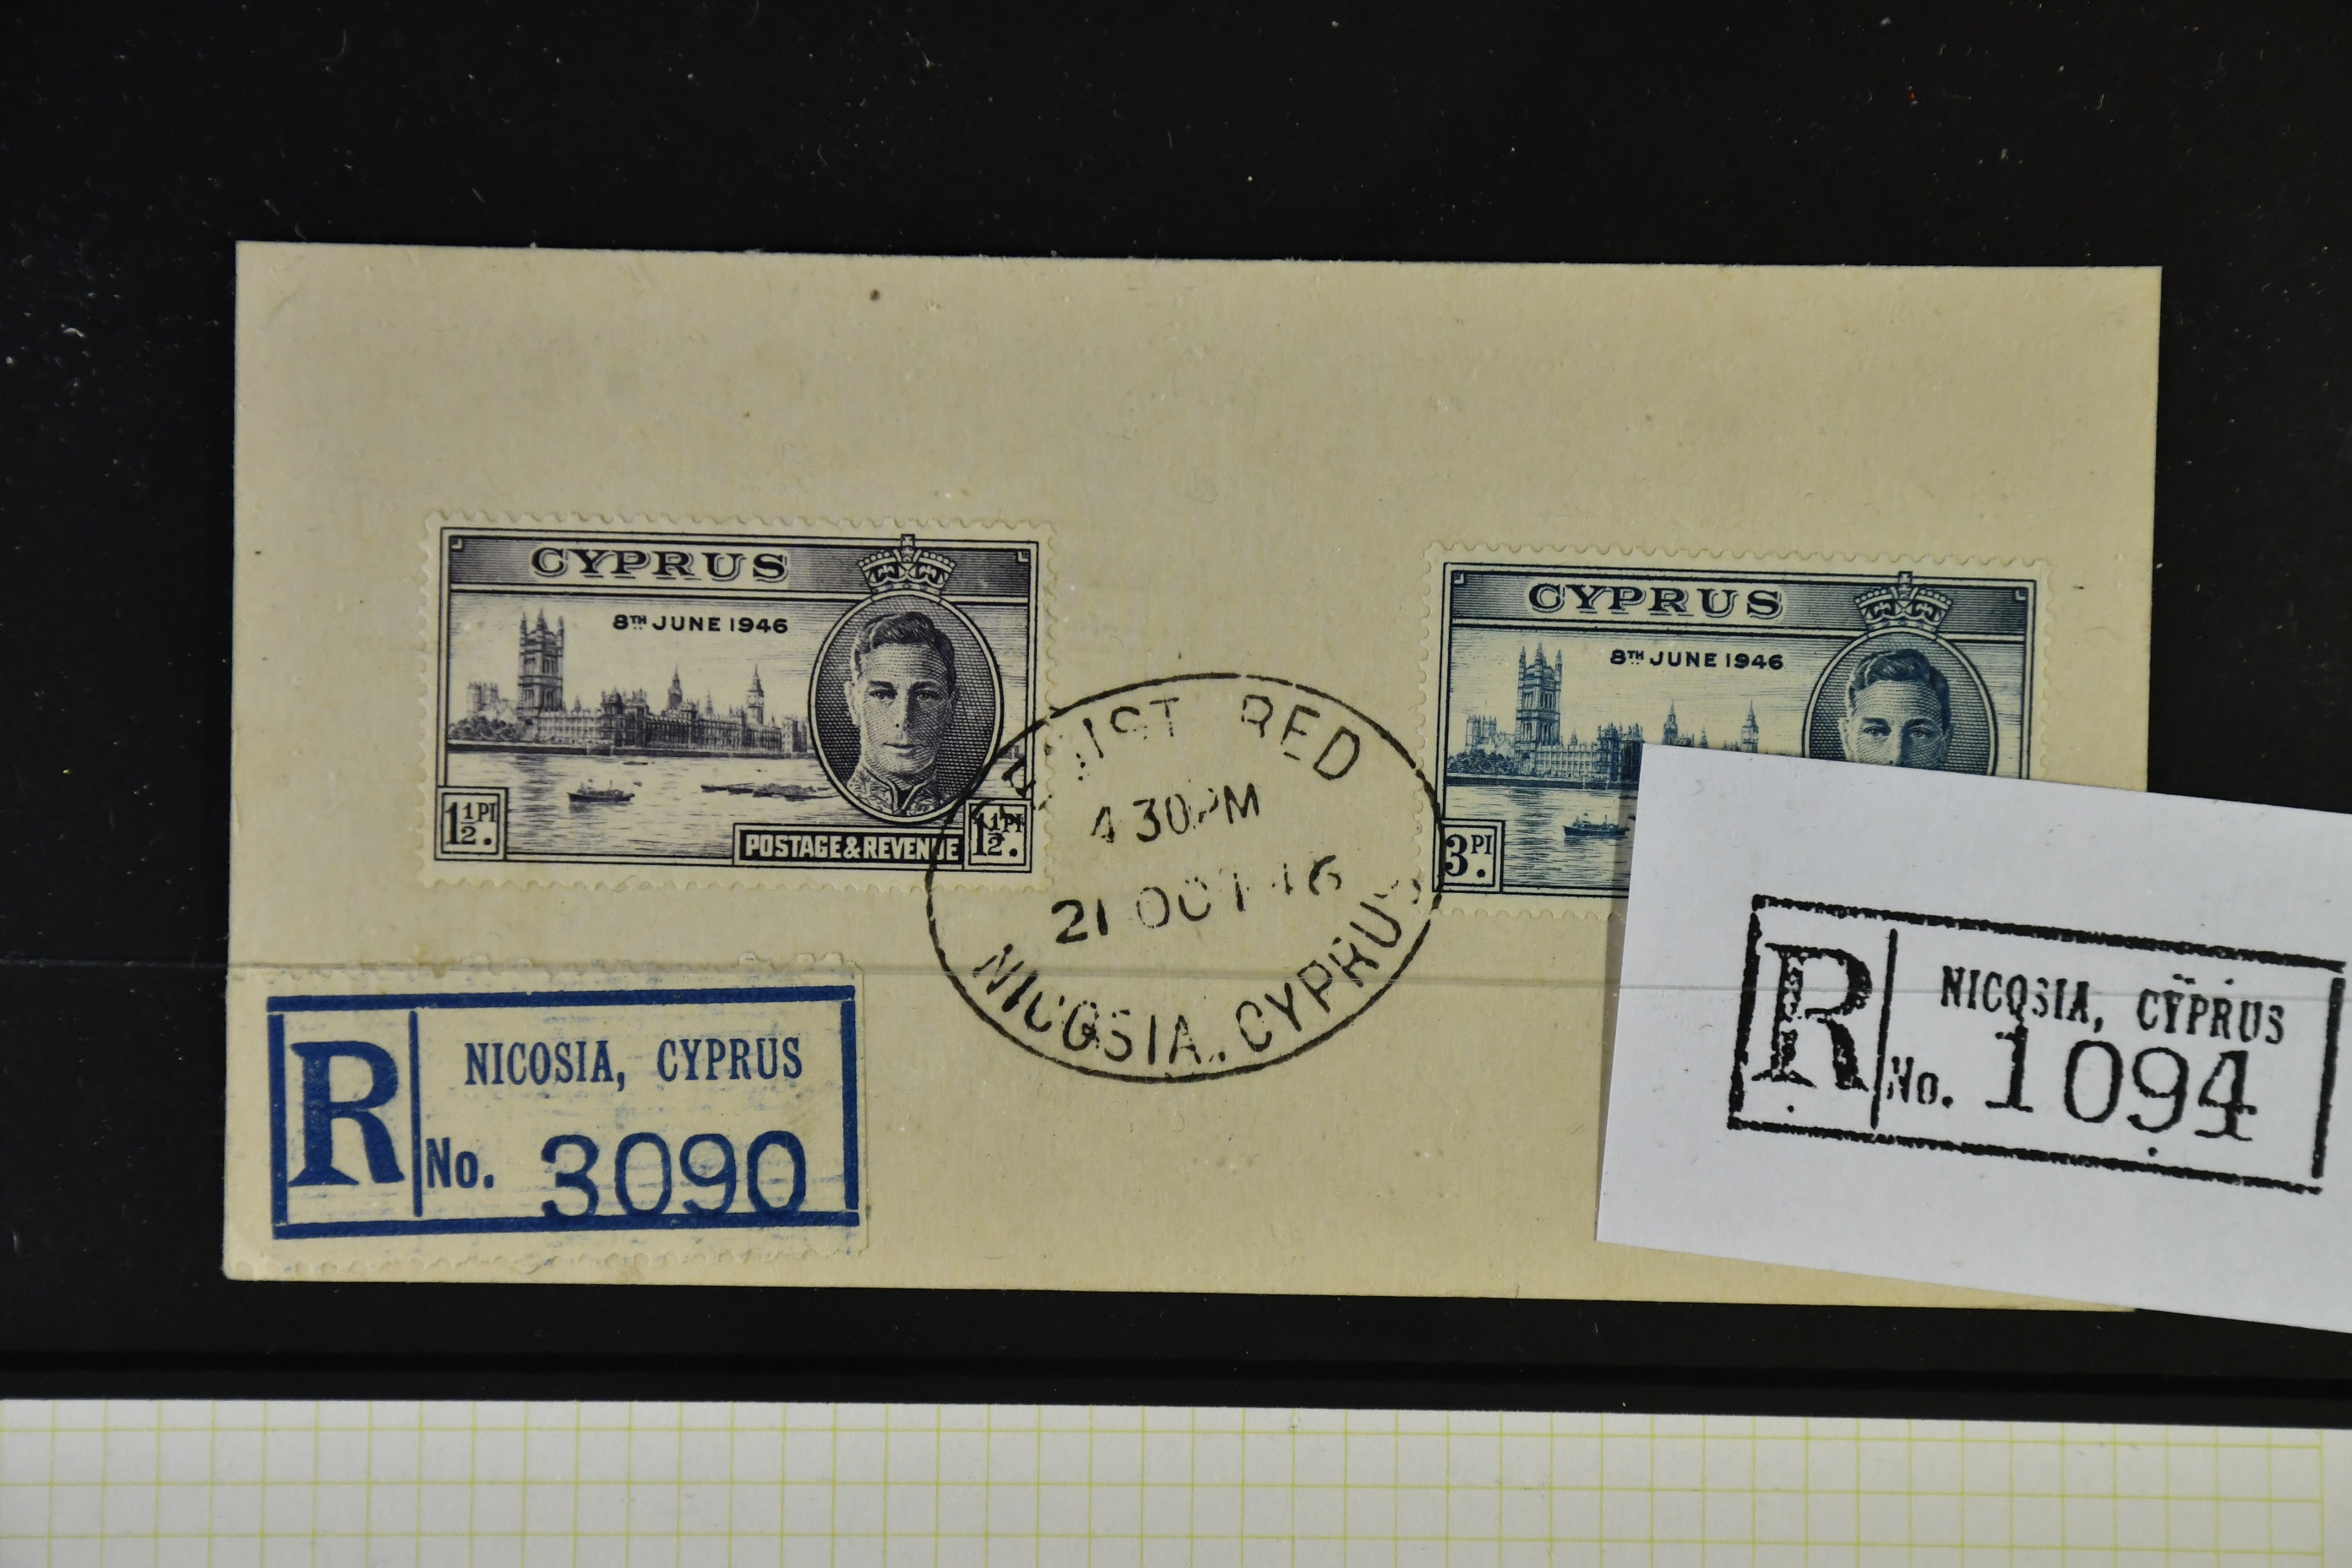 CYPRUS
8TH JUNE 1946
1½PI.
POSTAGE & REVENUE
1½PI.
CYPRUS
8TH JUNE 1946
3PI.
4 30PM
21 OCT 46
NICOSIA. CYPRUS
R
NICOSIA, CYPRUS
No. 3090
R
NICOSIA, CYPRUS
No. 1094